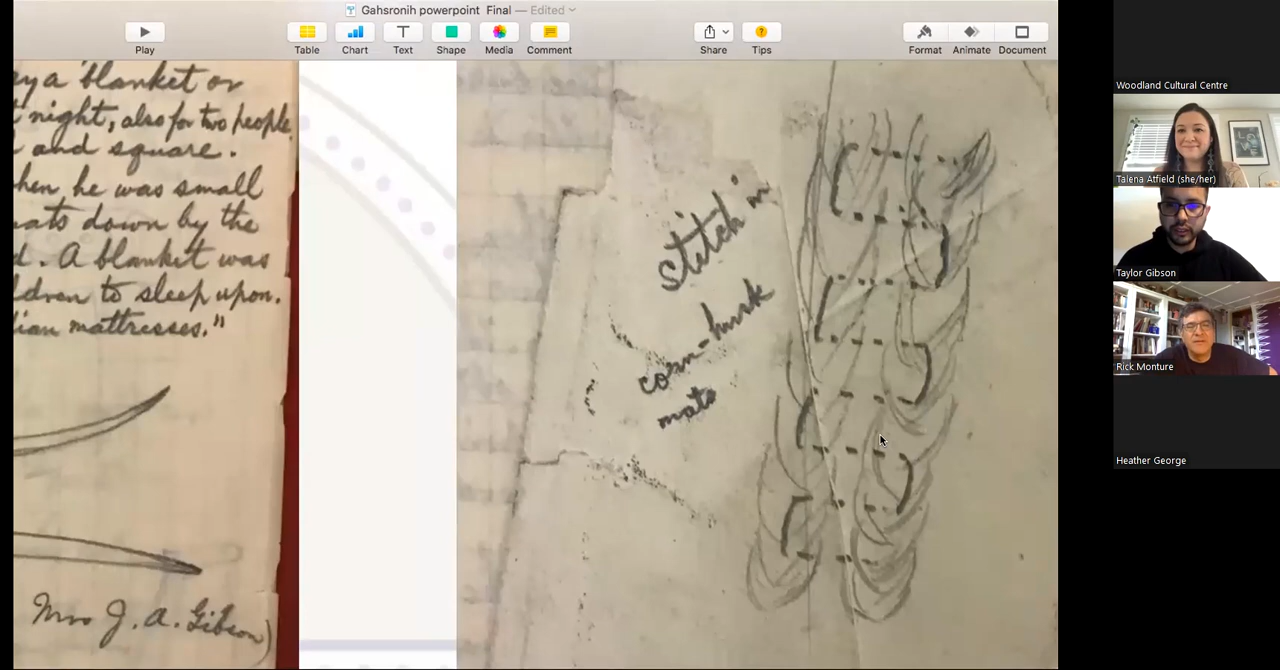 Gahsronih powerpoint Final — Edited
Play
Table
Chart
Text
Shape
Media
Comment
Share
Tips
Format
Animate
Document
a blanket or
night, also for two people,
and square.
hen he was small
ats down by the
d. A blanket was
ldren to sleep upon.
ian mattresses."
Mrs J. A. Gibson)
stitch in
corn-husk
mats
Woodland Cultural Centre
Talena Atfield (she/her)
Taylor Gibson
Rick Monture
Heather George